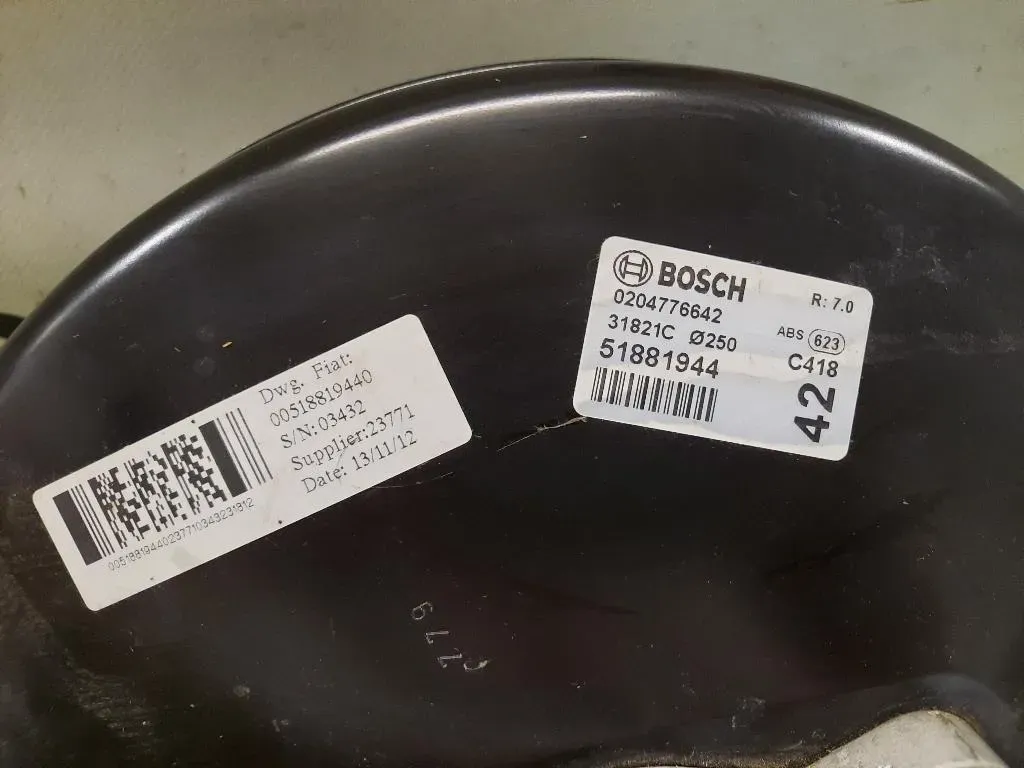 Dwg. Fiat:
00518819440
S/N:03432
Supplier:23771
Date: 13/11/12
00518819440237710343231812
BOSCH R: 7.0
0204776642
31821C Ø250 ABS 623
51881944 C418
42